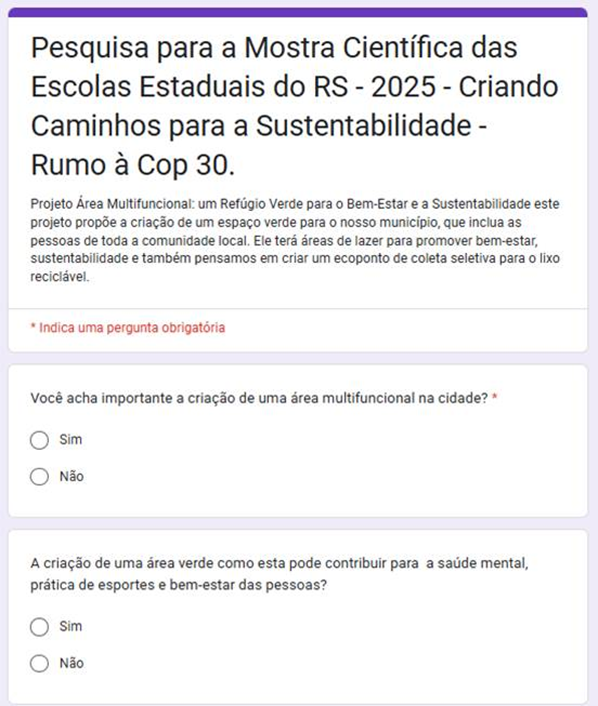 Pesquisa para a Mostra Científica das
Escolas Estaduais do RS - 2025 - Criando
Caminhos para a Sustentabilidade -
Rumo à Cop 30.
Projeto Área Multifuncional: um Refúgio Verde para o Bem-Estar e a Sustentabilidade este
projeto propõe a criação de um espaço verde para o nosso município, que inclua as
pessoas de toda a comunidade local. Ele terá áreas de lazer para promover bem-estar,
sustentabilidade e também pensamos em criar um ecoponto de coleta seletiva para o lixo
reciclável.
* Indica uma pergunta obrigatória
Você acha importante a criação de uma área multifuncional na cidade? *
Sim
Não
A criação de uma área verde como esta pode contribuir para  a saúde mental,
prática de esportes e bem-estar das pessoas?
Sim
Não